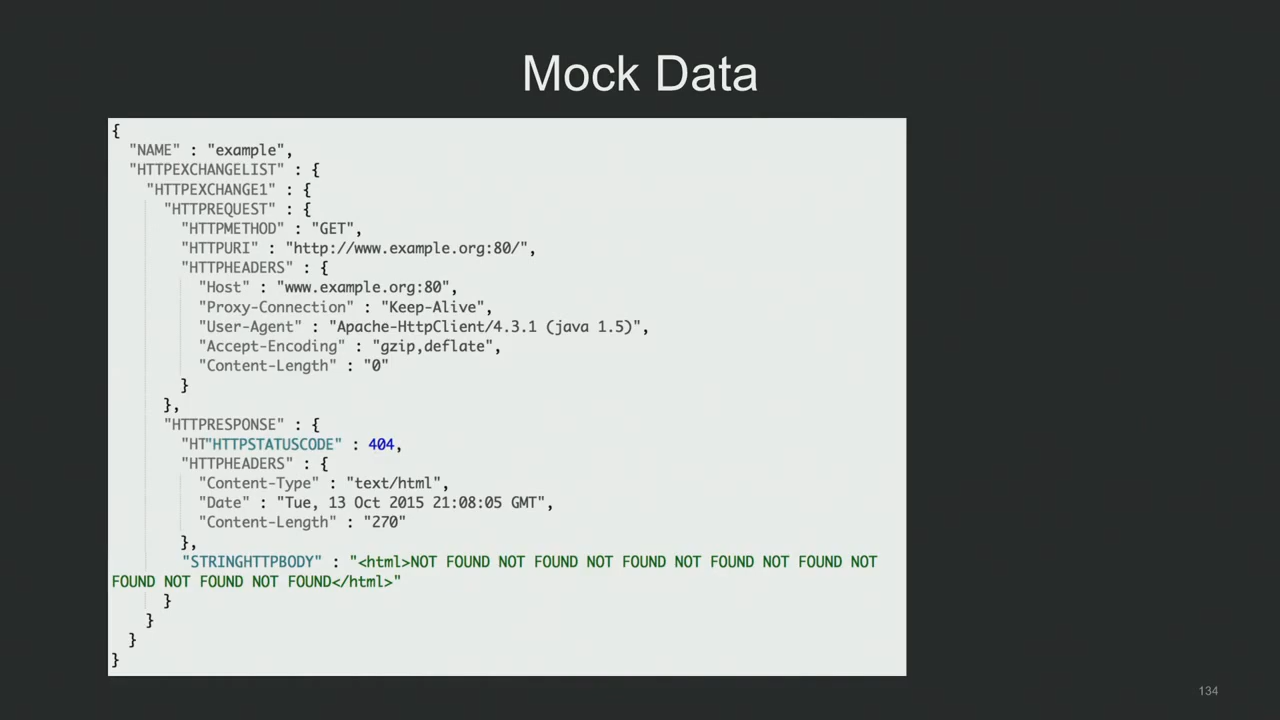 Mock Data
{
"NAME" : "example",
"HTTPEXCHANGELIST" : {
"HTTPEXCHANGE1" : {
"HTTPREQUEST" : {
"HTTPMETHOD" : "GET",
"HTTPURI" : "http://www.example.org:80/",
"HTTPHEADERS" : {
"Host" : "www.example.org:80",
"Proxy-Connection" : "Keep-Alive",
"User-Agent" : "Apache-HttpClient/4.3.1 (java 1.5)",
"Accept-Encoding" : "gzip,deflate",
"Content-Length" : "0"
}
},
"HTTPRESPONSE" : {
"HT"HTTPSTATUSCODE" : 404,
"HTTPHEADERS" : {
"Content-Type" : "text/html",
"Date" : "Tue, 13 Oct 2015 21:08:05 GMT",
"Content-Length" : "270"
},
"STRINGHTTPBODY" : "<html>NOT FOUND NOT FOUND NOT FOUND NOT FOUND NOT FOUND NOT
FOUND NOT FOUND NOT FOUND</html>"
}
}
}
}
134